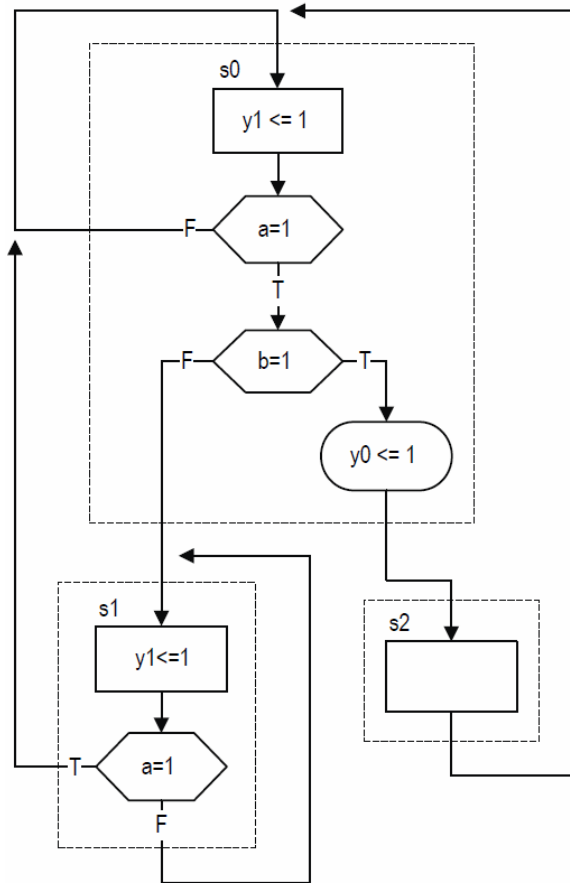 s0
y1 <= 1
F
a=1
T
F
b=1
T
y0 <= 1
s1
y1<=1
s2
T
a=1
F